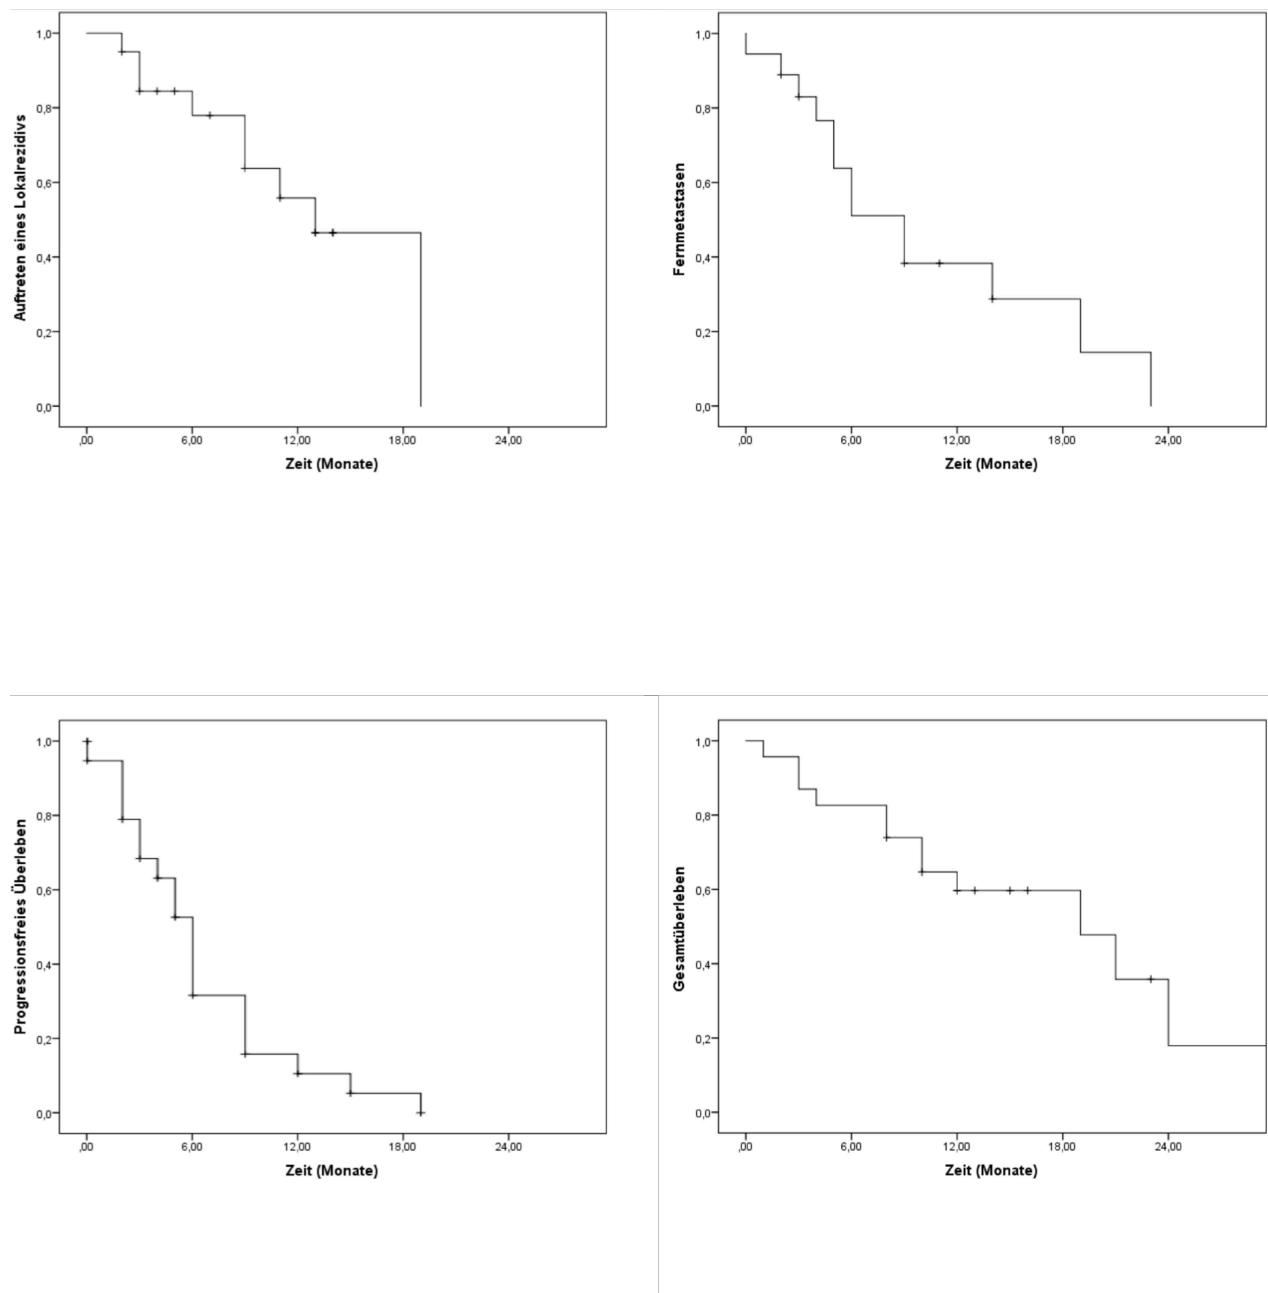 Auftreten eines Lokalrezidivs
1,0
0,8
0,6
0,4
0,2
0,0
,00 6,00 12,00 18,00 24,00
Zeit (Monate)
Fernmetastasen
1,0
0,8
0,6
0,4
0,2
0,0
,00 6,00 12,00 18,00 24,00
Zeit (Monate)
Progressionsfreies Überleben
1,0
0,8
0,6
0,4
0,2
0,0
,00 6,00 12,00 18,00 24,00
Zeit (Monate)
Gesamtüberleben
1,0
0,8
0,6
0,4
0,2
0,0
,00 6,00 12,00 18,00 24,00
Zeit (Monate)